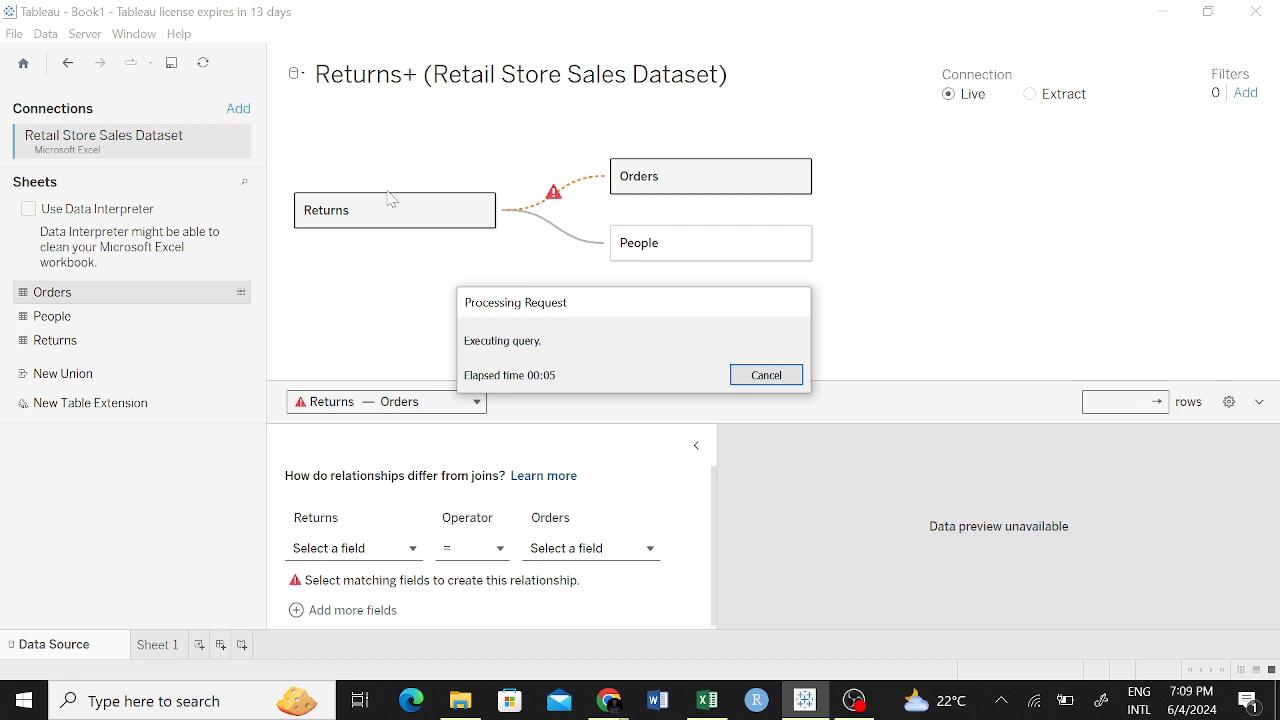 Tableau - Book1 - Tableau license expires in 13 days
File Data Server Window Help
Connections Add
Retail Store Sales Dataset
Microsoft Excel
Sheets
Use Data Interpreter
Data Interpreter might be able to
clean your Microsoft Excel
workbook.
Orders
People
Returns
New Union
New Table Extension
Returns+ (Retail Store Sales Dataset)
Connection
Live Extract
Filters
0 Add
Returns
Orders
People
Processing Request
Executing query.
Elapsed time 00:05 Cancel
Returns — Orders
→ rows
How do relationships differ from joins? Learn more
Returns Operator Orders
Select a field = Select a field
Select matching fields to create this relationship.
Add more fields
Data preview unavailable
Data Source Sheet 1
Type here to search
22°C
ENG
INTL
7:09 PM
6/4/2024
1